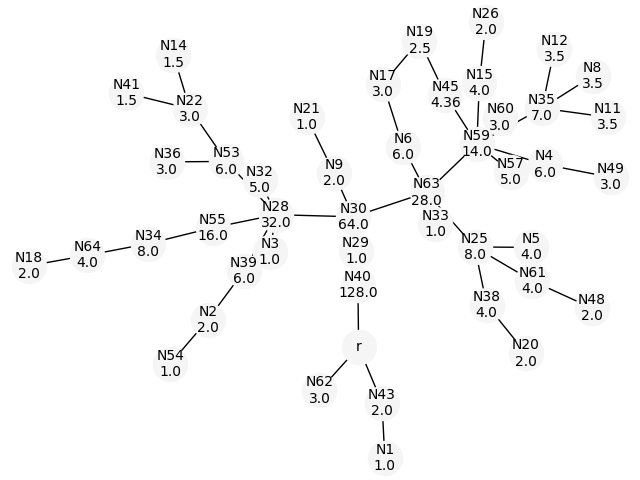 N26
2.0
N19
2.5
N12
3.5
N14
1.5
N8
3.5
N17
3.0
N15
4.0
N41
1.5
N45
4.36
N22
3.0
N35
7.0
N60
3.0
N11
3.5
N21
1.0
N6
6.0
N59
14.0
N36
3.0
N53
6.0
N57
5.0
N4
6.0
N32
5.0
N9
2.0
N49
3.0
N63
28.0
N28
32.0
N30
64.0
N33
1.0
N55
16.0
N34
8.0
N25
8.0
N5
4.0
N3
1.0
N29
1.0
N64
4.0
N18
2.0
N39
6.0
N61
4.0
N40
128.0
N38
4.0
N48
2.0
N2
2.0
r
N20
2.0
N54
1.0
N62
3.0
N43
2.0
N1
1.0